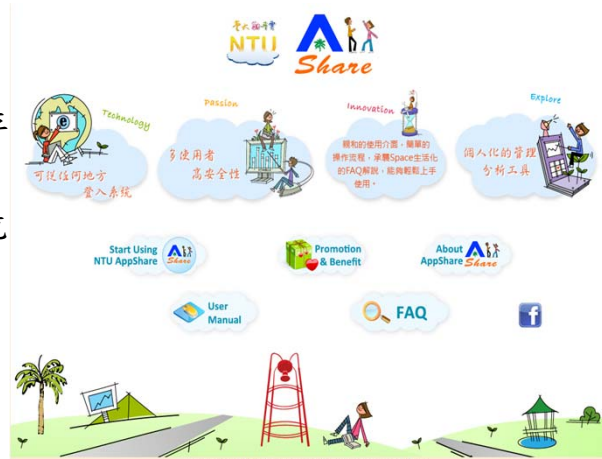 臺大圖書館
NTU
Share
Technology
Passion
Innovation
Explore
可從任何地方
登入系統
多使用者
高安全性
親和的使用介面，簡單的
操作流程，承襲Space生活化
的FAQ解說，能夠輕鬆上手
使用。
個人化的管理
分析工具
Start Using
NTU AppShare
Share
Promotion
& Benefit
About
AppShare
Share
User
Manual
FAQ
f